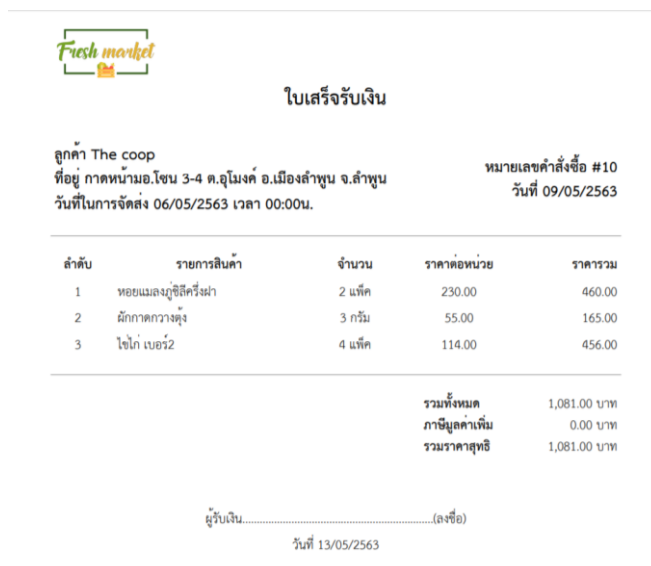 Fresh market
ใบเสร็จรับเงิน
ลูกค้า The coop
ที่อยู่ กาดหน้ามอ.โซน 3-4 ต.อุโมงค์ อ.เมืองลำพูน จ.ลำพูน
วันที่ในการจัดส่ง 06/05/2563 เวลา 00:00น.
หมายเลขคำสั่งซื้อ #10
วันที่ 09/05/2563
ลำดับ รายการสินค้า จำนวน ราคาต่อหน่วย ราคารวม
1 หอยแมลงภู่ชิลีครึ่งฝา 2 แพ็ค 230.00 460.00
2 ผักกาดกวางตุ้ง 3 กรัม 55.00 165.00
3 ไข่ไก่ เบอร์2 4 แพ็ค 114.00 456.00
รวมทั้งหมด 1,081.00 บาท
ภาษีมูลค่าเพิ่ม 0.00 บาท
รวมราคาสุทธิ 1,081.00 บาท
ผู้รับเงิน..................................................................(ลงชื่อ)
วันที่ 13/05/2563